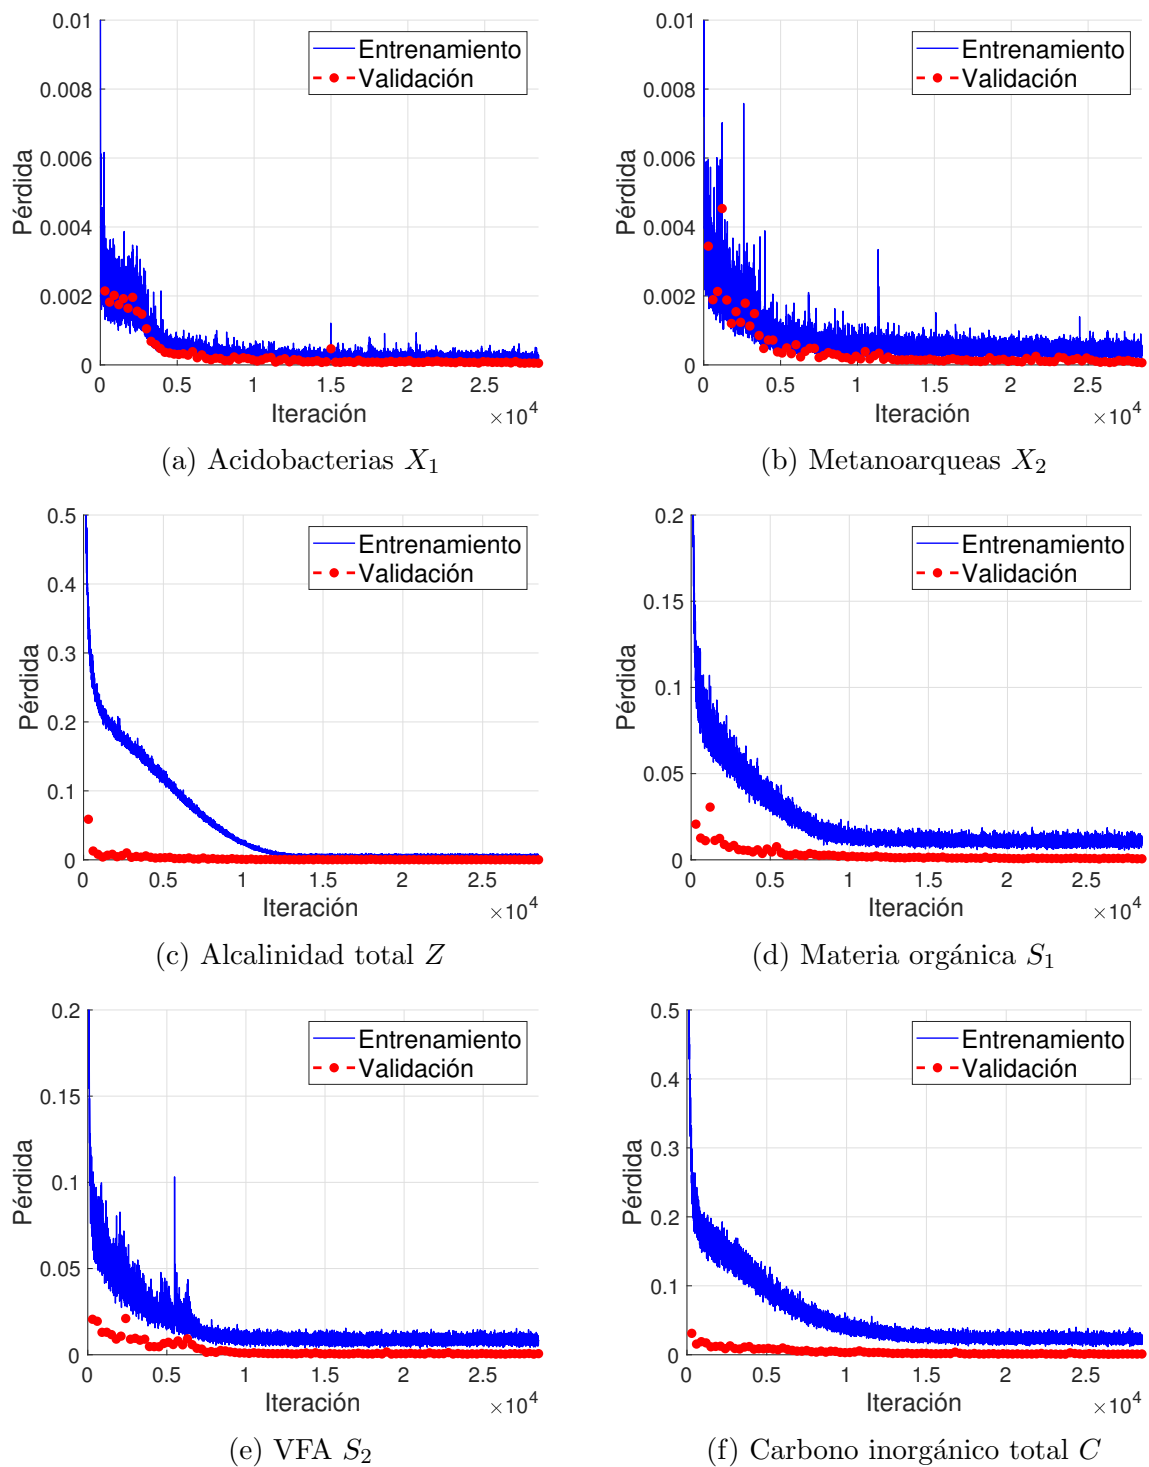 0.01
0.008
0.006
0.004
0.002
0
Pérdida
Entrenamiento
Validación
0 0.5 1 1.5 2 2.5
Iteración
×10⁴
(a) Acidobacterias X₁
0.01
0.008
0.006
0.004
0.002
0
Pérdida
Entrenamiento
Validación
0 0.5 1 1.5 2 2.5
Iteración
×10⁴
(b) Metanoarqueas X₂
0.5
0.4
0.3
0.2
0.1
0
Pérdida
Entrenamiento
Validación
0 0.5 1 1.5 2 2.5
Iteración
×10⁴
(c) Alcalinidad total Z
0.2
0.15
0.1
0.05
0
Pérdida
Entrenamiento
Validación
0 0.5 1 1.5 2 2.5
Iteración
×10⁴
(d) Materia orgánica S₁
0.2
0.15
0.1
0.05
0
Pérdida
Entrenamiento
Validación
0 0.5 1 1.5 2 2.5
Iteración
×10⁴
(e) VFA S₂
0.5
0.4
0.3
0.2
0.1
0
Pérdida
Entrenamiento
Validación
0 0.5 1 1.5 2 2.5
Iteración
×10⁴
(f) Carbono inorgánico total C